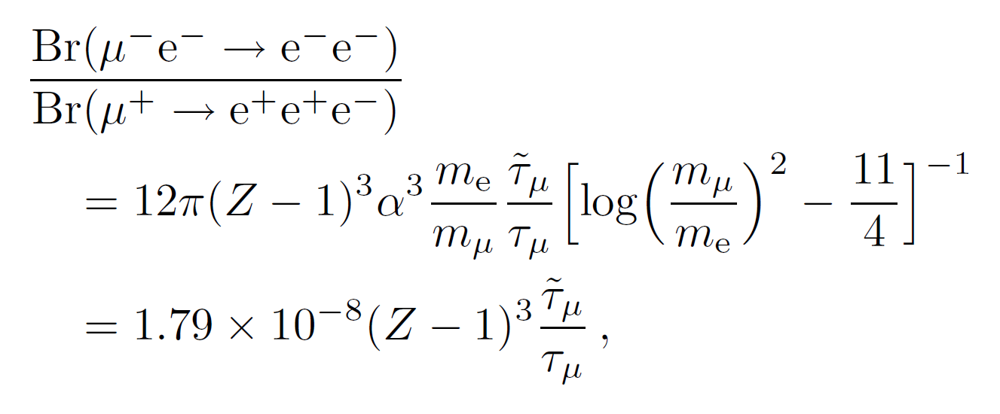 Br(μ⁻e⁻ → e⁻e⁻)
Br(μ⁺ → e⁺e⁺e⁻)
= 12π(Z − 1)³α³ mₑ/m_μ τ̃_μ/τ_μ [log(m_μ/mₑ)² − 11/4]⁻¹
= 1.79 × 10⁻⁸(Z − 1)³ τ̃_μ/τ_μ ,